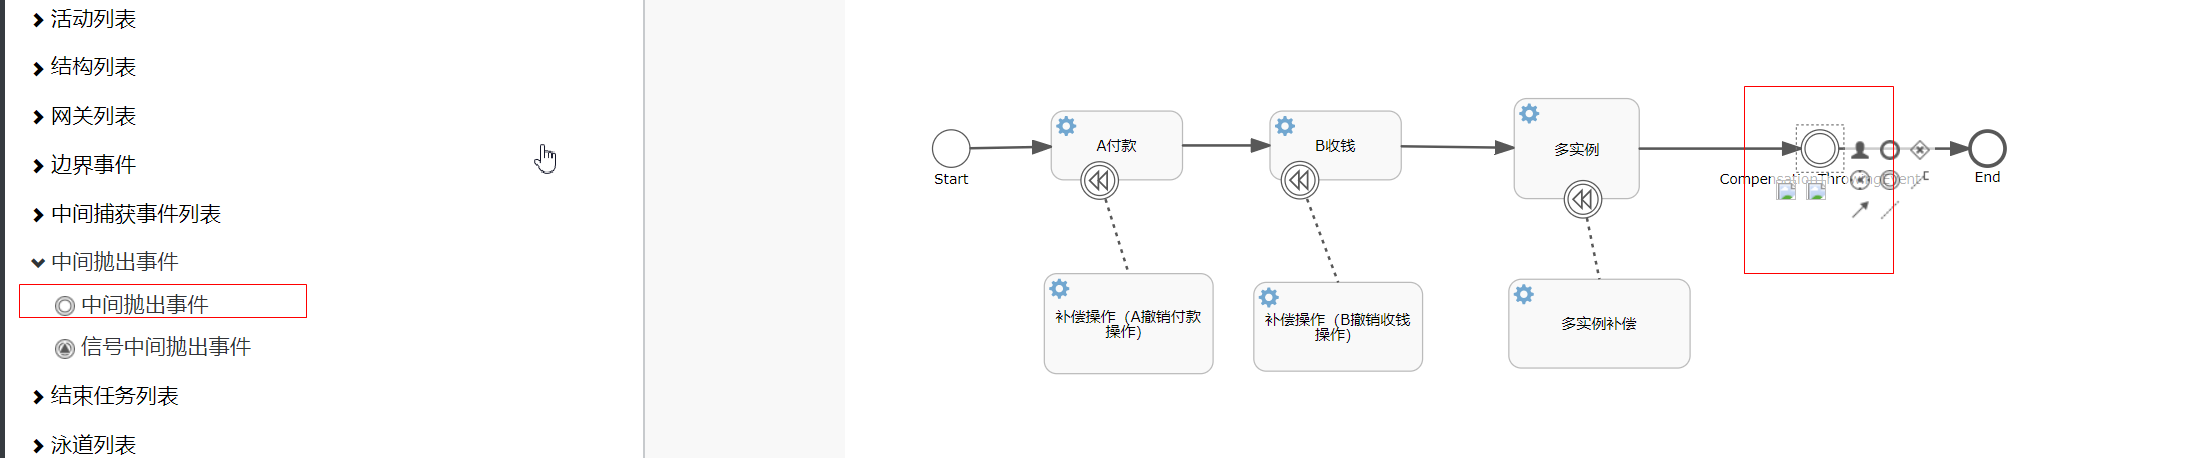 活动列表
结构列表
网关列表
边界事件
中间捕获事件列表
中间抛出事件
中间抛出事件
信号中间抛出事件
结束任务列表
泳道列表
Start
A付款
B收钱
多实例
CompensationThrowingEvent
End
补偿操作（A撤销付款
操作）
补偿操作（B撤销收钱
操作）
多实例补偿